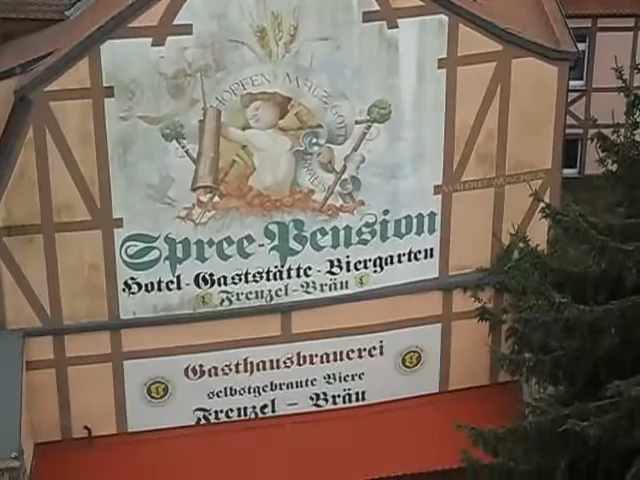 HOPFEN MALZ GOTT
Spree-Pension
Hotel-Gaststätte-Biergarten
Frenzel-Bräu
Gasthausbrauerei
selbstgebraute Biere
Frenzel - Bräu